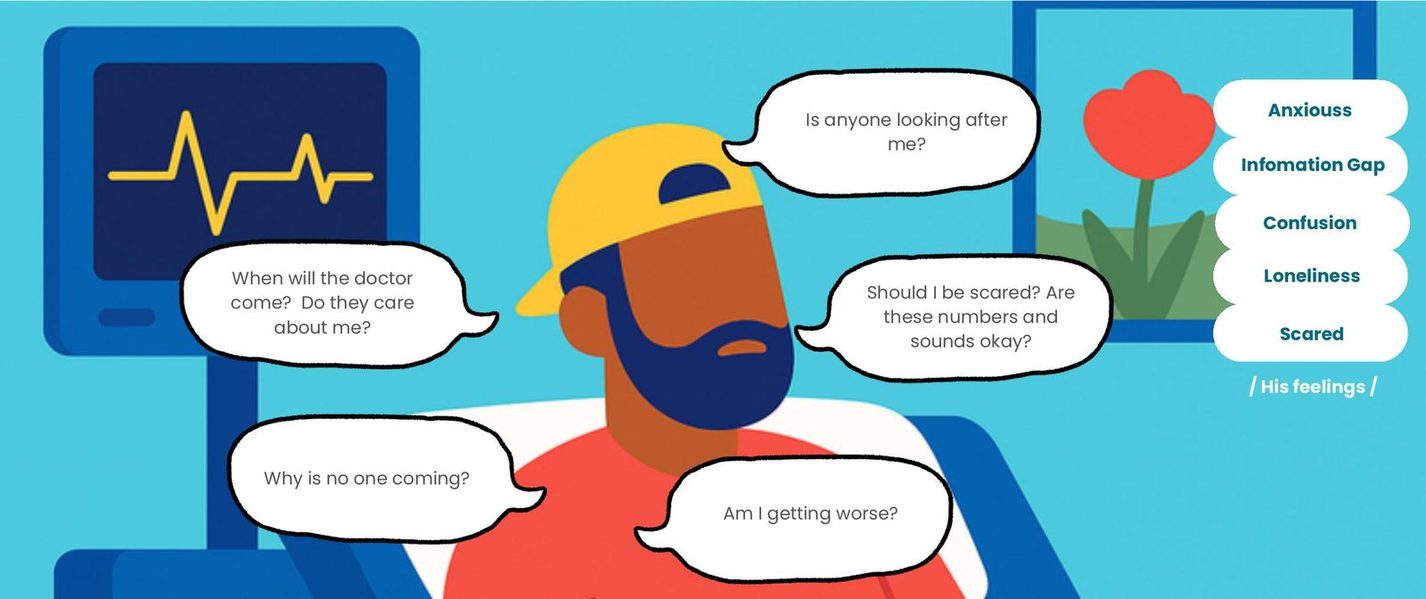 Is anyone looking after
me?
When will the doctor
come? Do they care
about me?
Should I be scared? Are
these numbers and
sounds okay?
Why is no one coming?
Am I getting worse?
Anxiouss
Infomation Gap
Confusion
Loneliness
Scared
/ His feelings /